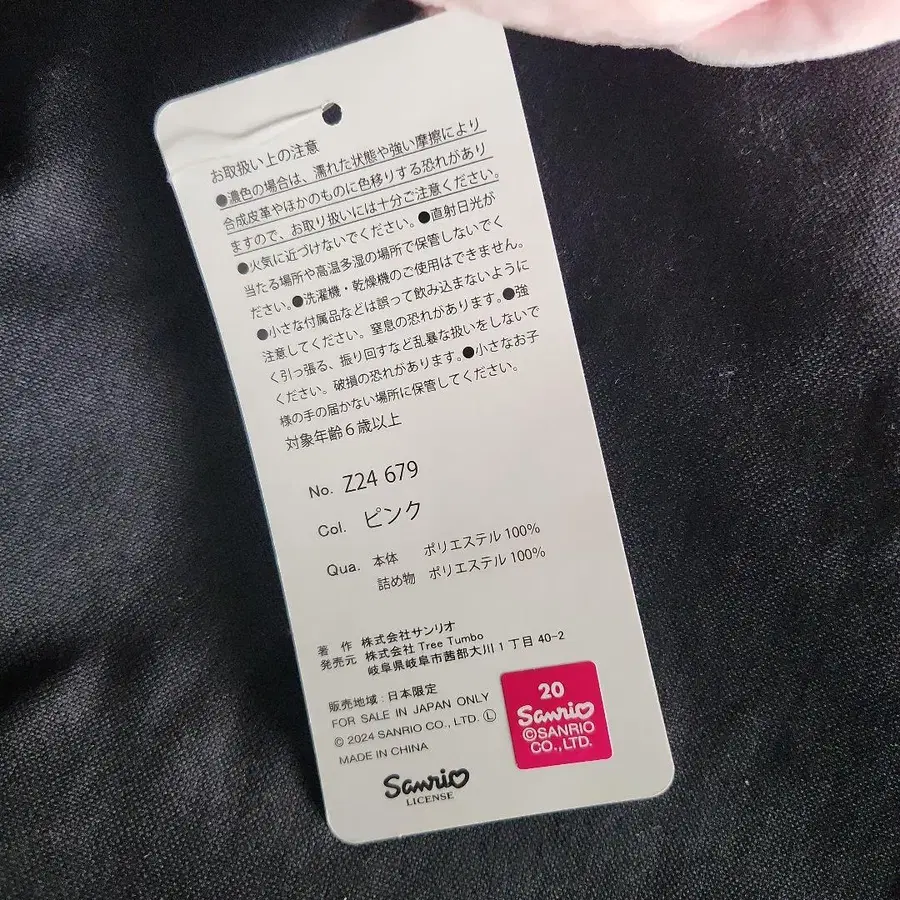 お取扱い上の注意
●濃色の場合は、濡れた状態や強い摩擦により
合成皮革やほかのものに色移りする恐れがあり
ますので、お取り扱いには十分ご注意ください。
●火気に近づけないでください。●直射日光が
当たる場所や高温多湿の場所で保管しないでく
ださい。●洗濯機・乾燥機のご使用はできません。
●小さな付属品などは誤って飲み込まないように
注意してください。窒息の恐れがあります。●強
く引っ張る、振り回すなど乱暴な扱いをしないで
ください。破損の恐れがあります。●小さなお子
様の手の届かない場所に保管してください。
対象年齢6歳以上
No. Z24 679
Col. ピンク
Qua. 本体 ポリエステル 100%
詰め物 ポリエステル 100%
著 作 株式会社サンリオ
発売元 株式会社 Tree Tumbo
岐阜県岐阜市茜部大川1丁目 40-2
販売地域:日本限定
FOR SALE IN JAPAN ONLY
© 2024 SANRIO CO., LTD. Ⓛ
MADE IN CHINA
Sanrio
LICENSE
20
Sanrio
©SANRIO
CO.,LTD.